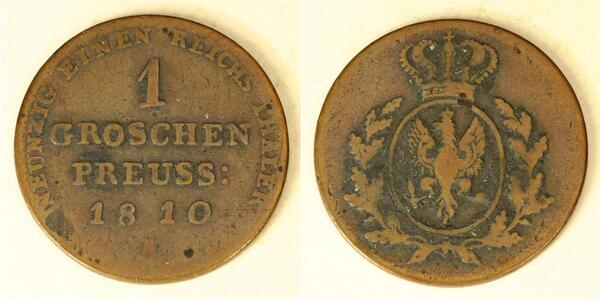 NEUNZIG EINEN REICHS THALER
1
GROSCHEN
PREUSS:
1810
A